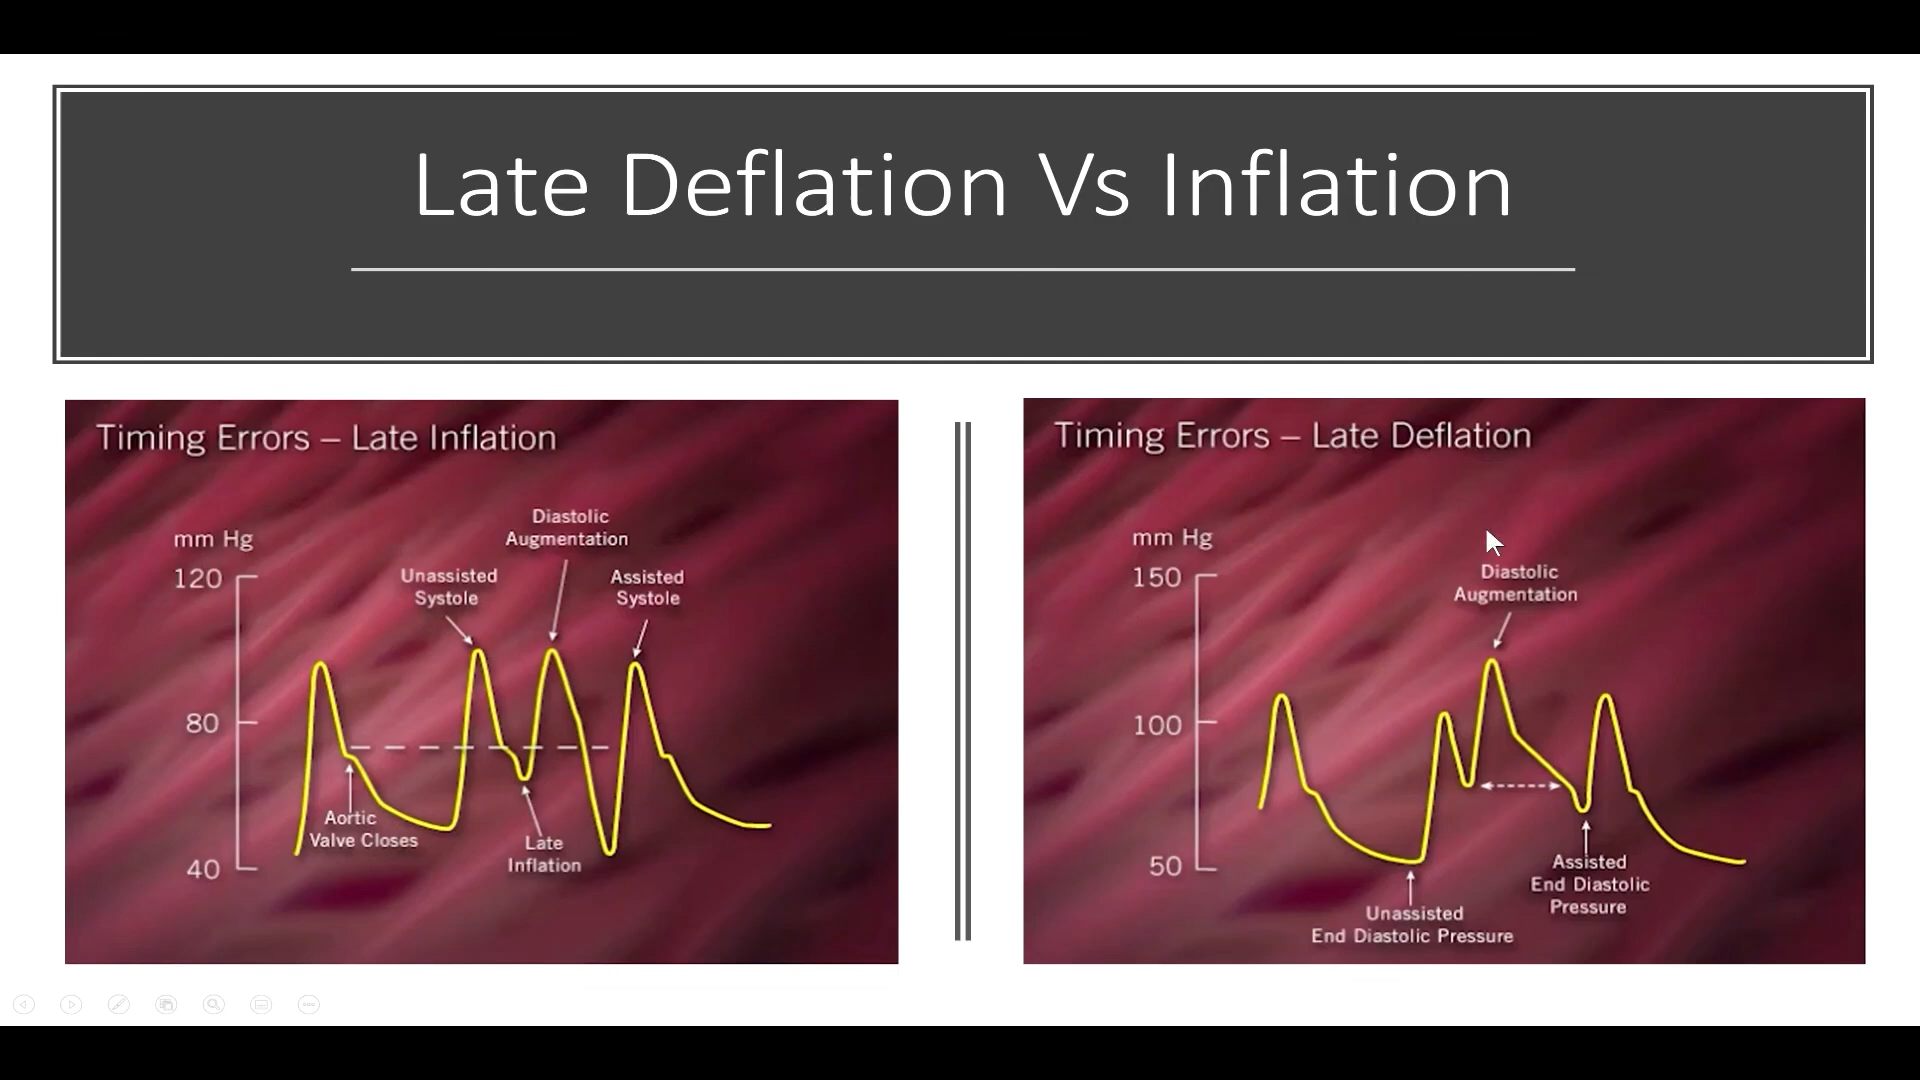 Late Deflation Vs Inflation
Timing Errors – Late Inflation
mm Hg
120
80
40
Diastolic
Augmentation
Unassisted
Systole
Assisted
Systole
Aortic
Valve Closes
Late
Inflation
Timing Errors – Late Deflation
mm Hg
150
100
50
Diastolic
Augmentation
Assisted
End Diastolic
Pressure
Unassisted
End Diastolic Pressure